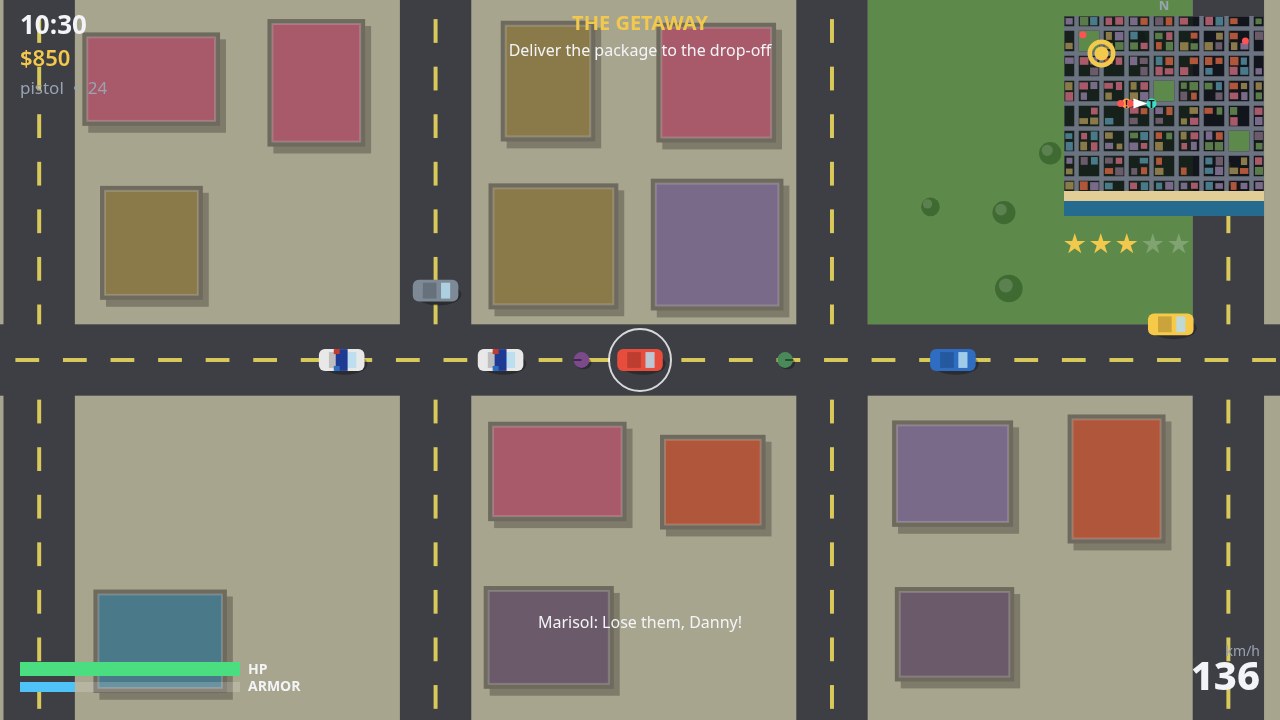 10:30
$850
pistol • 24
THE GETAWAY
Deliver the package to the drop-off
N
★★★★★
Marisol: Lose them, Danny!
HP
ARMOR
km/h
136